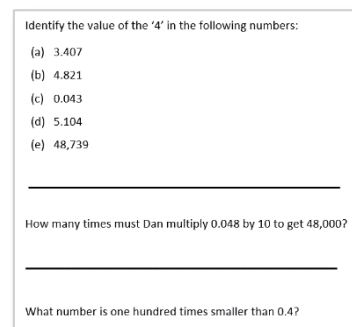 Identify the value of the ‘4’ in the following numbers:
(a) 3.407
(b) 4.821
(c) 0.043
(d) 5.104
(e) 48,739
How many times must Dan multiply 0.048 by 10 to get 48,000?
What number is one hundred times smaller than 0.4?